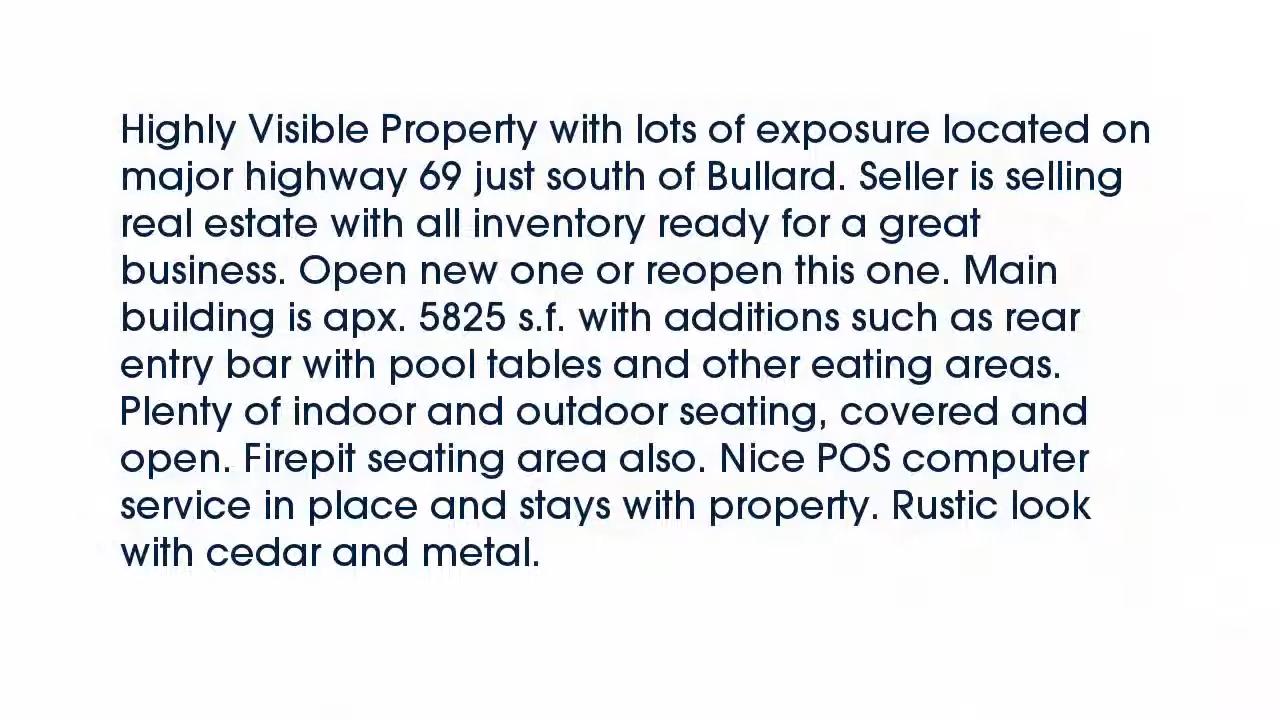 Highly Visible Property with lots of exposure located on
major highway 69 just south of Bullard. Seller is selling
real estate with all inventory ready for a great
business. Open new one or reopen this one. Main
building is apx. 5825 s.f. with additions such as rear
entry bar with pool tables and other eating areas.
Plenty of indoor and outdoor seating, covered and
open. Firepit seating area also. Nice POS computer
service in place and stays with property. Rustic look
with cedar and metal.